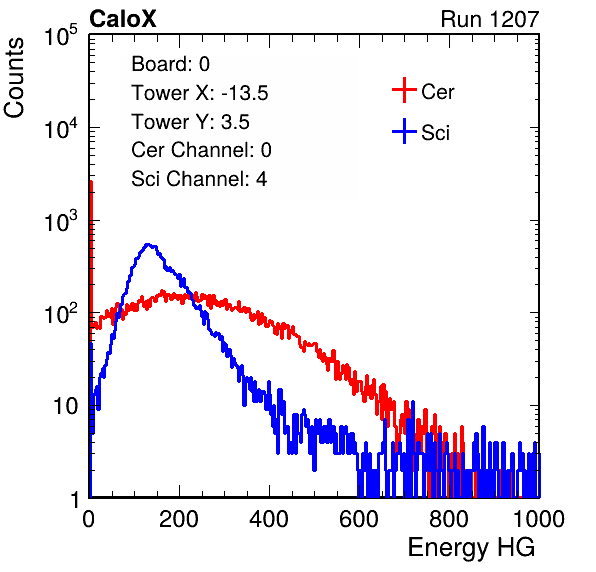 CaloX Run 1207
Counts
Board: 0
Tower X: -13.5
Tower Y: 3.5
Cer Channel: 0
Sci Channel: 4
Cer
Sci
10^5
10^4
10^3
10^2
10
1
0 200 400 600 800 1000
Energy HG